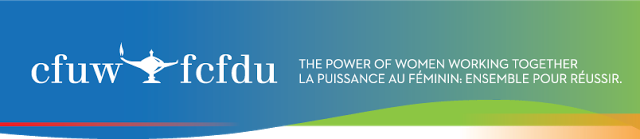 cfuw fcfdu
THE POWER OF WOMEN WORKING TOGETHER
LA PUISSANCE AU FÉMININ: ENSEMBLE POUR RÉUSSIR.